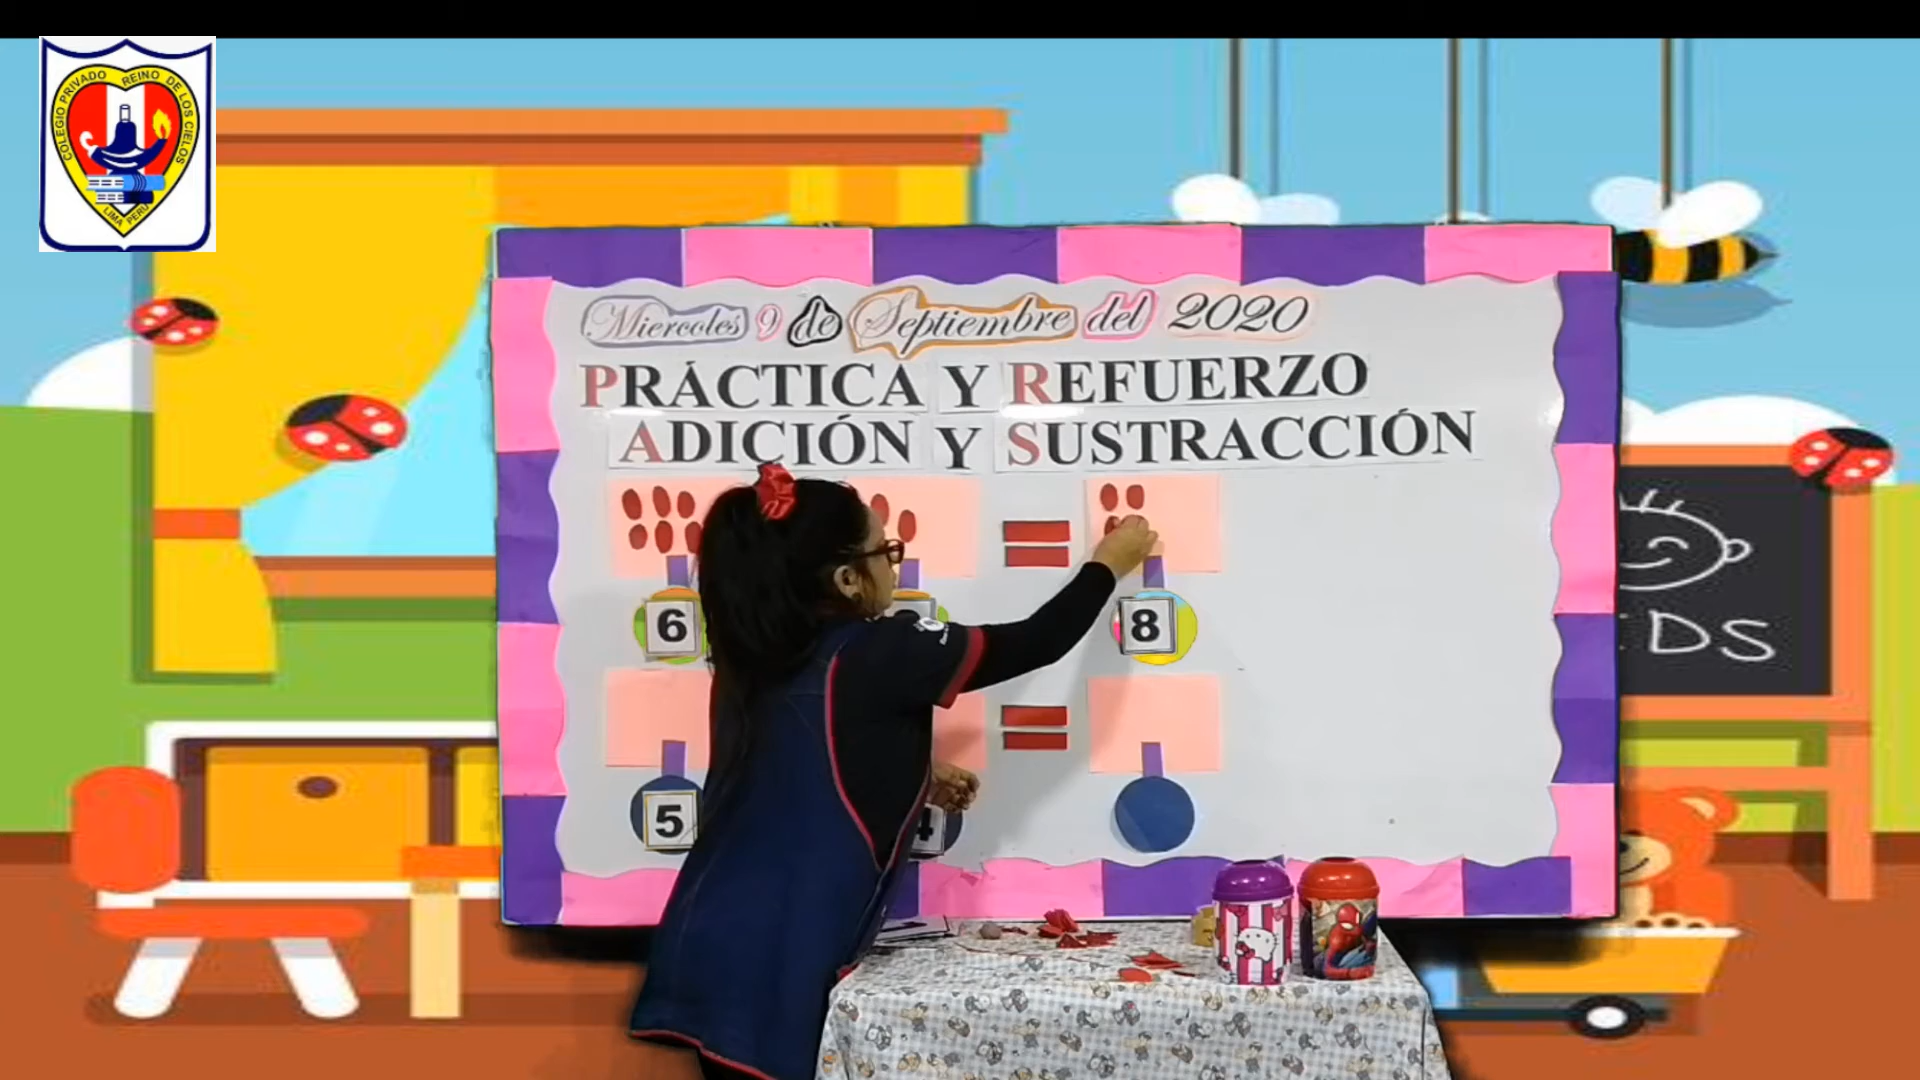 COLEGIO PRIVADO REINO DE LOS CIELOS
LIMA PERÚ
Miercoles 9 de Septiembre del 2020
PRÁCTICA Y REFUERZO
ADICIÓN Y SUSTRACCIÓN
6
8
5
4
DS